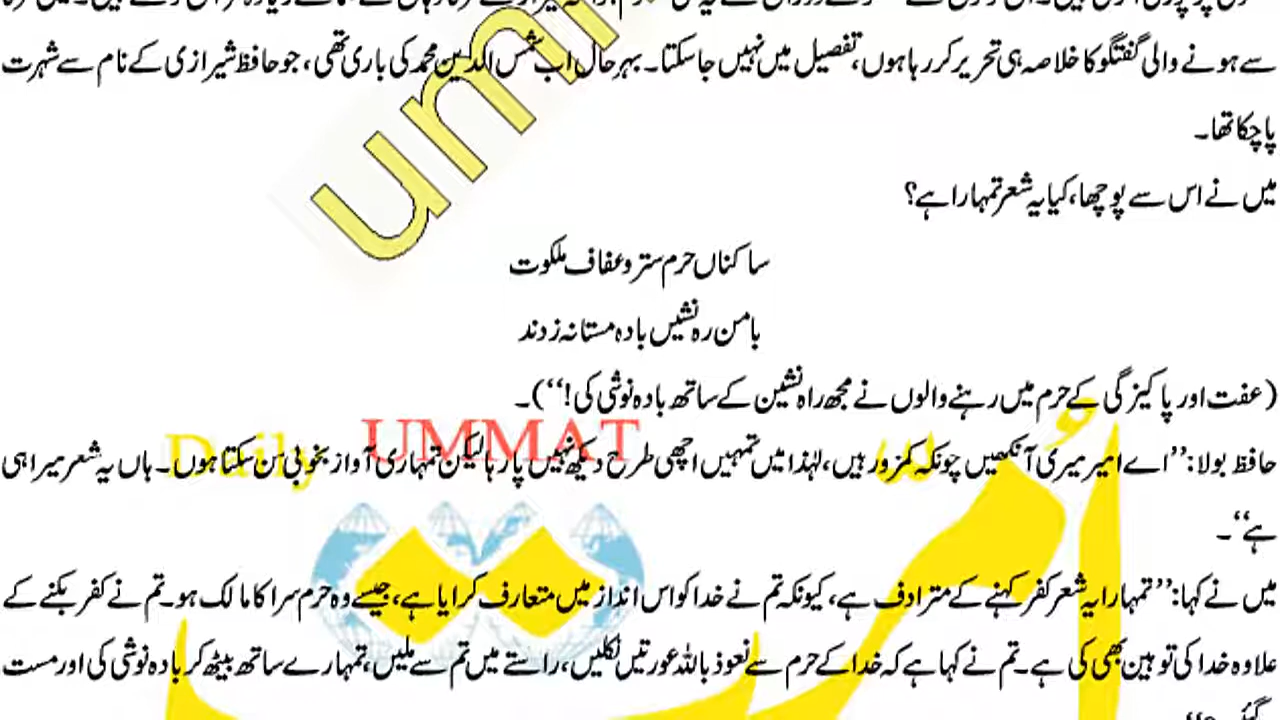 سے ہونے والی گفتگو کا خلاصہ ہی تحریر کر رہا ہوں، تفصیل میں نہیں جا سکتا۔ بہر حال اب شمس الدین محمد کی باری تھی، جو حافظ شیرازی کے نام سے شہرت
پا چکا تھا۔
میں نے اس سے پوچھا، کیا یہ شعر تمہارا ہے؟
ساکناں حرم ستر و عفاف ملکوت
با من رہ نشیں بادہ مستانہ زدند
(عفت اور پاکیزگی کے حرم میں رہنے والوں نے مجھ راہ نشین کے ساتھ بادہ نوشی کی!‘‘)۔
Daily UMMAT
حافظ بولا: ’’اے امیر میری آنکھیں چونکہ کمزور ہیں، لہٰذا میں تمہیں اچھی طرح دیکھ نہیں پا رہا لیکن تمہاری آواز بخوبی سن سکتا ہوں۔ ہاں یہ شعر میرا ہی
ہے‘‘۔
میں نے کہا: ’’تمہارا یہ شعر کفر کہنے کے مترادف ہے، کیونکہ تم نے خدا کو اس انداز میں متعارف کرایا ہے، جیسے وہ حرم سرا کا مالک ہو۔ تم نے کفر بکنے کے
علاوہ خدا کی توہین بھی کی ہے۔ تم نے کہا ہے کہ خدا کے حرم سے نعوذ باللہ عورتیں نکلیں، راستے میں تم سے ملیں، تمہارے ساتھ بیٹھ کر بادہ نوشی کی اور مست
امت
umm